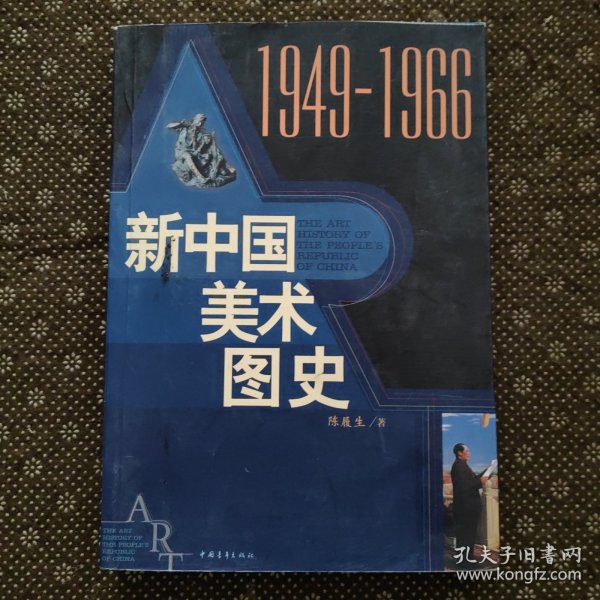 1949-1966
THE ART
HISTORY OF
THE PEOPLE'S
REPUBLIC
OF CHINA
新中国
美术
图史
陈履生/著
ART
THE ART
HISTORY OF
THE PEOPLE'S
REPUBLIC
OF CHINA
中国青年出版社
孔夫子旧書网
www.kongfz.com